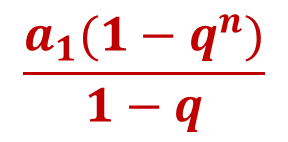 a₁(1 − qⁿ)
1 − q